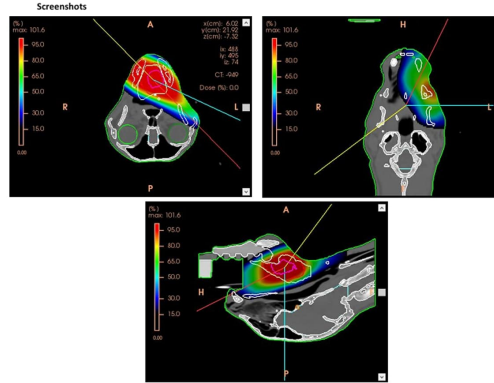 Screenshots
(%)
max: 101.6
95.0
80.0
65.0
50.0
30.0
15.0
0.00
A
R
L
P
x(cm): 6.02
y(cm): 21.92
z(cm): -7.32
ix: 488
iy: 495
iz: 74
CT: -949
Dose (%): 0.0
(%)
max: 101.6
95.0
80.0
65.0
50.0
30.0
15.0
0.00
H
R
L
F
(%)
max: 101.6
95.0
80.0
65.0
50.0
30.0
15.0
0.00
A
H
F
P